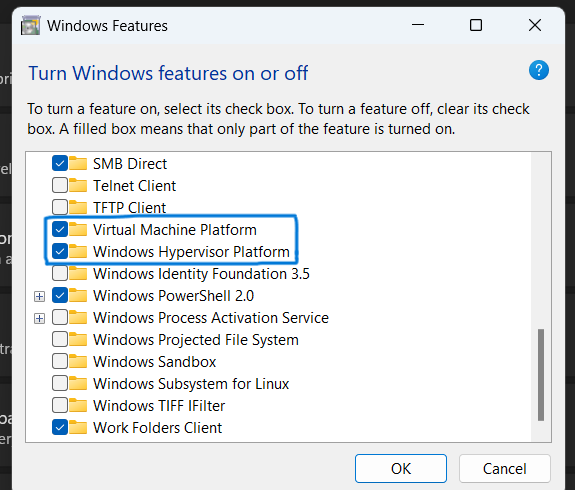 Windows Features
Turn Windows features on or off
?
To turn a feature on, select its check box. To turn a feature off, clear its check
box. A filled box means that only part of the feature is turned on.
SMB Direct
Telnet Client
TFTP Client
Virtual Machine Platform
Windows Hypervisor Platform
Windows Identity Foundation 3.5
Windows PowerShell 2.0
Windows Process Activation Service
Windows Projected File System
Windows Sandbox
Windows Subsystem for Linux
Windows TIFF IFilter
Work Folders Client
OK
Cancel